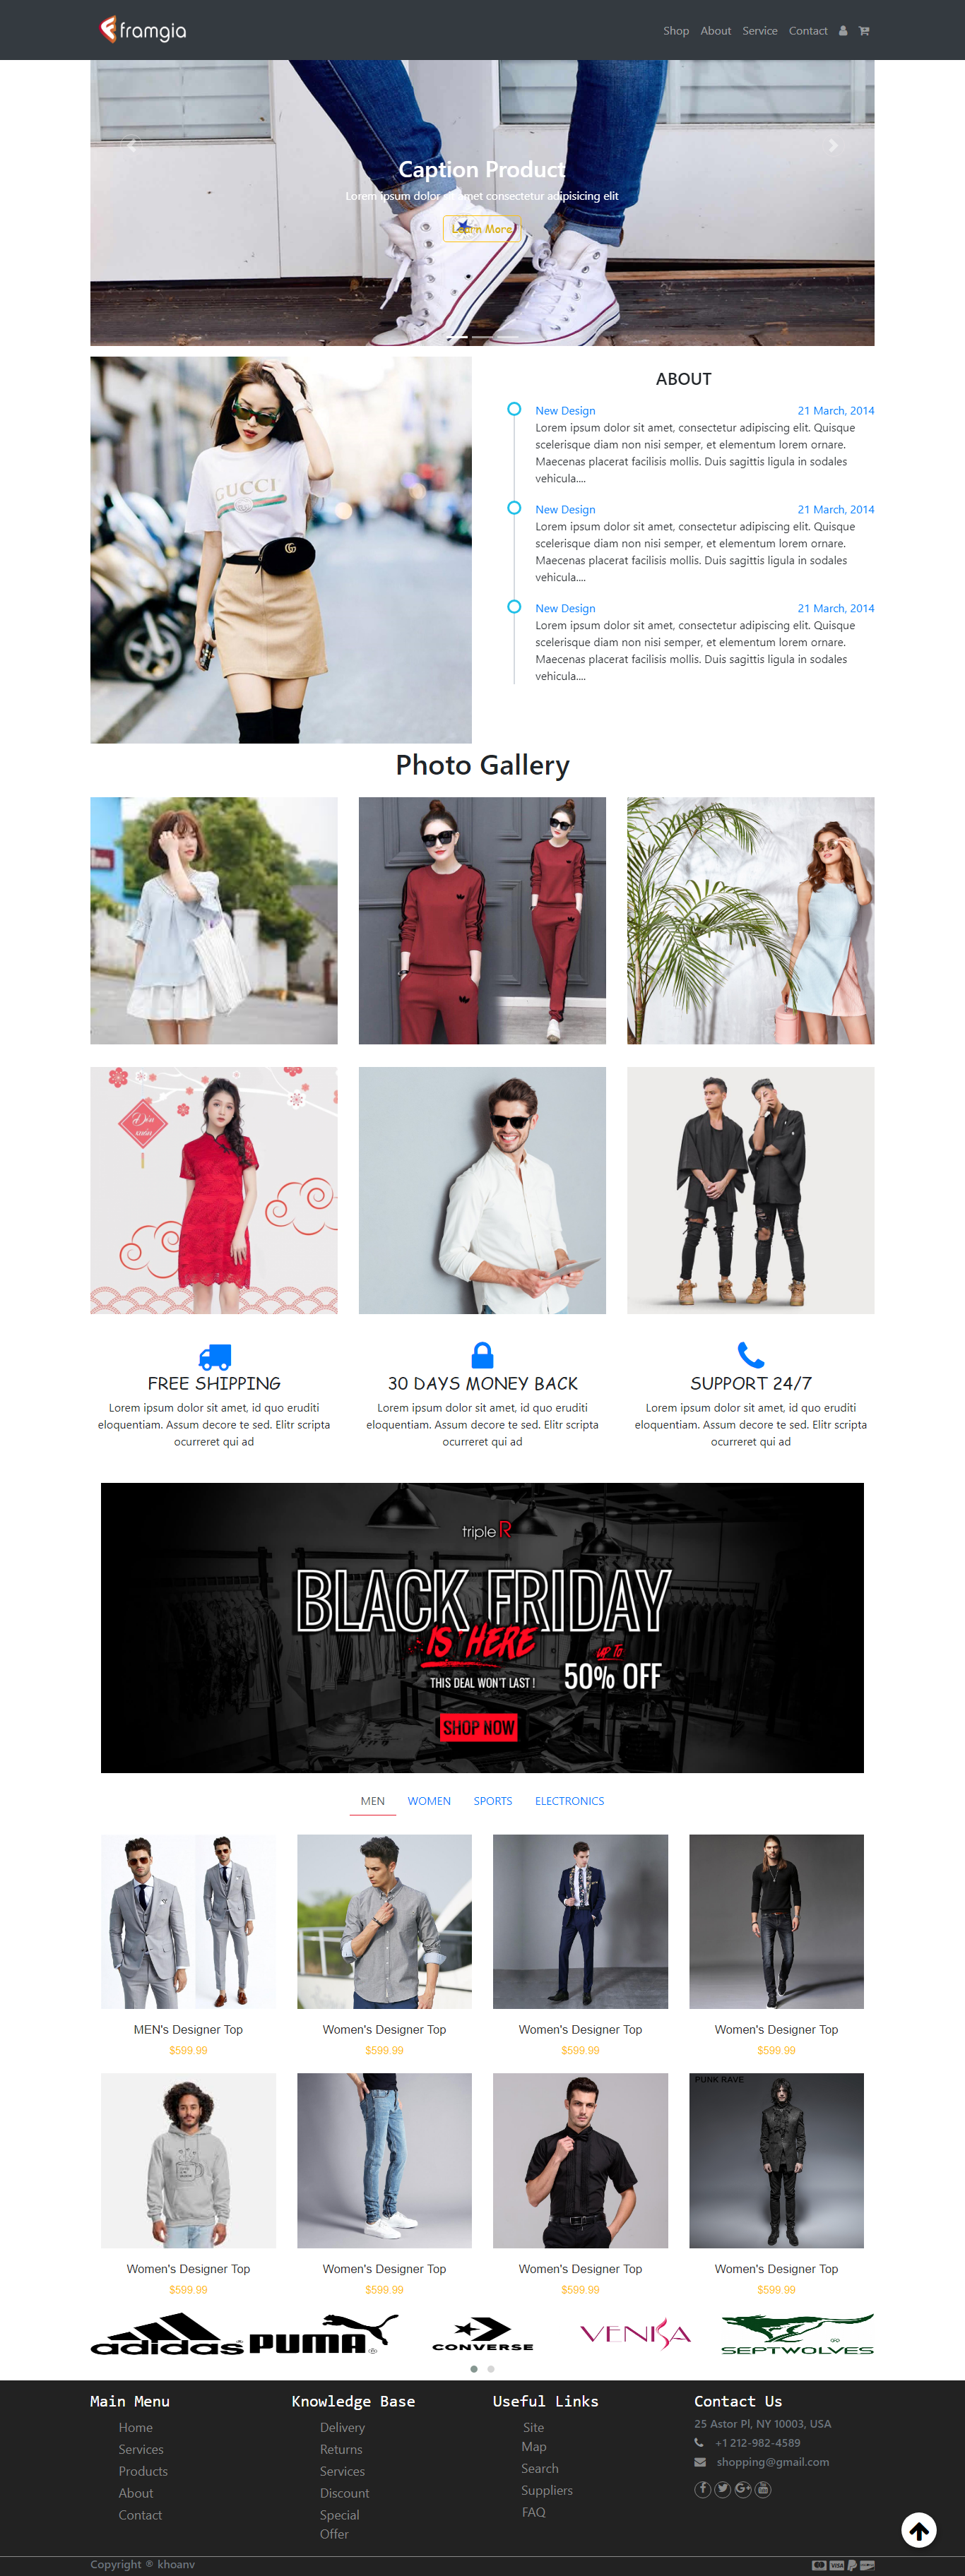 framgia
Shop About Service Contact
Caption Product
Lorem ipsum dolor sit amet consectetur adipisicing elit
Learn More
ABOUT
New Design 21 March, 2014
Lorem ipsum dolor sit amet, consectetur adipiscing elit. Quisque
scelerisque diam non nisi semper, et elementum lorem ornare.
Maecenas placerat facilisis mollis. Duis sagittis ligula in sodales
vehicula....
New Design 21 March, 2014
Lorem ipsum dolor sit amet, consectetur adipiscing elit. Quisque
scelerisque diam non nisi semper, et elementum lorem ornare.
Maecenas placerat facilisis mollis. Duis sagittis ligula in sodales
vehicula....
New Design 21 March, 2014
Lorem ipsum dolor sit amet, consectetur adipiscing elit. Quisque
scelerisque diam non nisi semper, et elementum lorem ornare.
Maecenas placerat facilisis mollis. Duis sagittis ligula in sodales
vehicula....
GUCCI
Photo Gallery
Đón
xuân
FREE SHIPPING
Lorem ipsum dolor sit amet, id quo eruditi
eloquentiam. Assum decore te sed. Elitr scripta
ocurreret qui ad
30 DAYS MONEY BACK
Lorem ipsum dolor sit amet, id quo eruditi
eloquentiam. Assum decore te sed. Elitr scripta
ocurreret qui ad
SUPPORT 24/7
Lorem ipsum dolor sit amet, id quo eruditi
eloquentiam. Assum decore te sed. Elitr scripta
ocurreret qui ad
triple R
BLACK FRIDAY
IS HERE
UP TO
THIS DEAL WON'T LAST ! 50% OFF
SHOP NOW
MEN WOMEN SPORTS ELECTRONICS
MEN's Designer Top
$599.99
Women's Designer Top
$599.99
Women's Designer Top
$599.99
Women's Designer Top
$599.99
PUNK RAVE
Women's Designer Top
$599.99
Women's Designer Top
$599.99
Women's Designer Top
$599.99
Women's Designer Top
$599.99
adidas PUMA CONVERSE VENKA SEPTWOLVES
Main Menu
Home
Services
Products
About
Contact
Knowledge Base
Delivery
Returns
Services
Discount
Special
Offer
Useful Links
Site
Map
Search
Suppliers
FAQ
Contact Us
25 Astor Pl, NY 10003, USA
+1 212-982-4589
shopping@gmail.com
Copyright ® khoanv